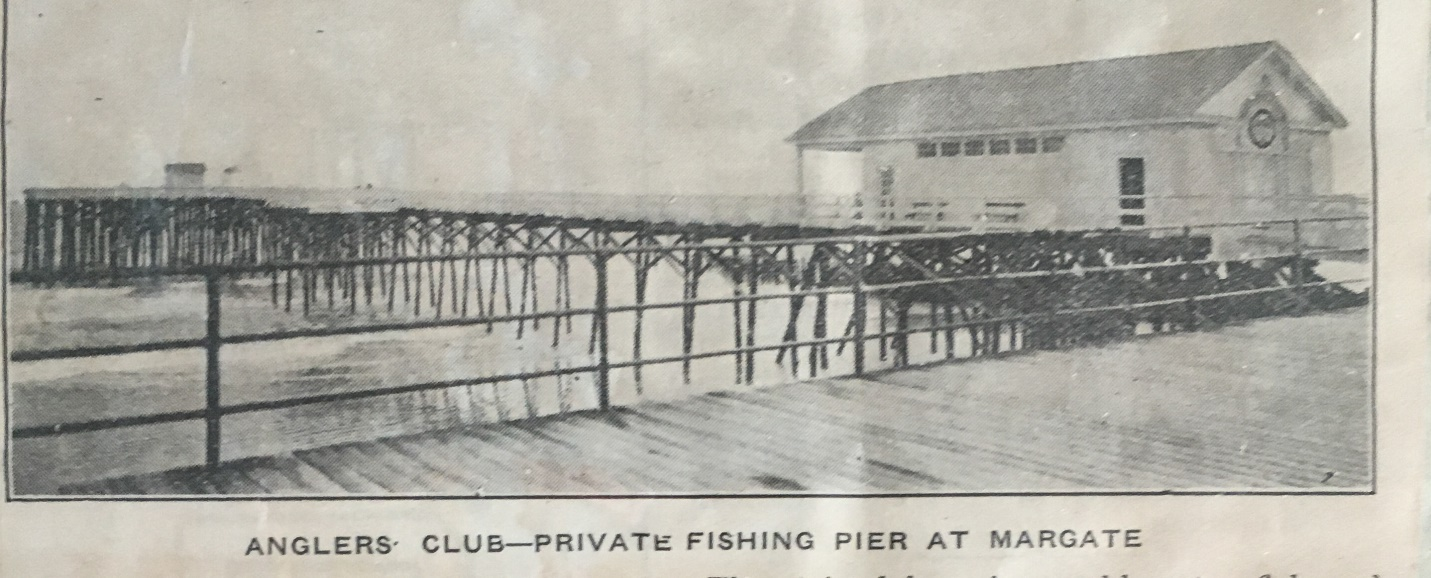 ANGLERS' CLUB—PRIVATE FISHING PIER AT MARGATE